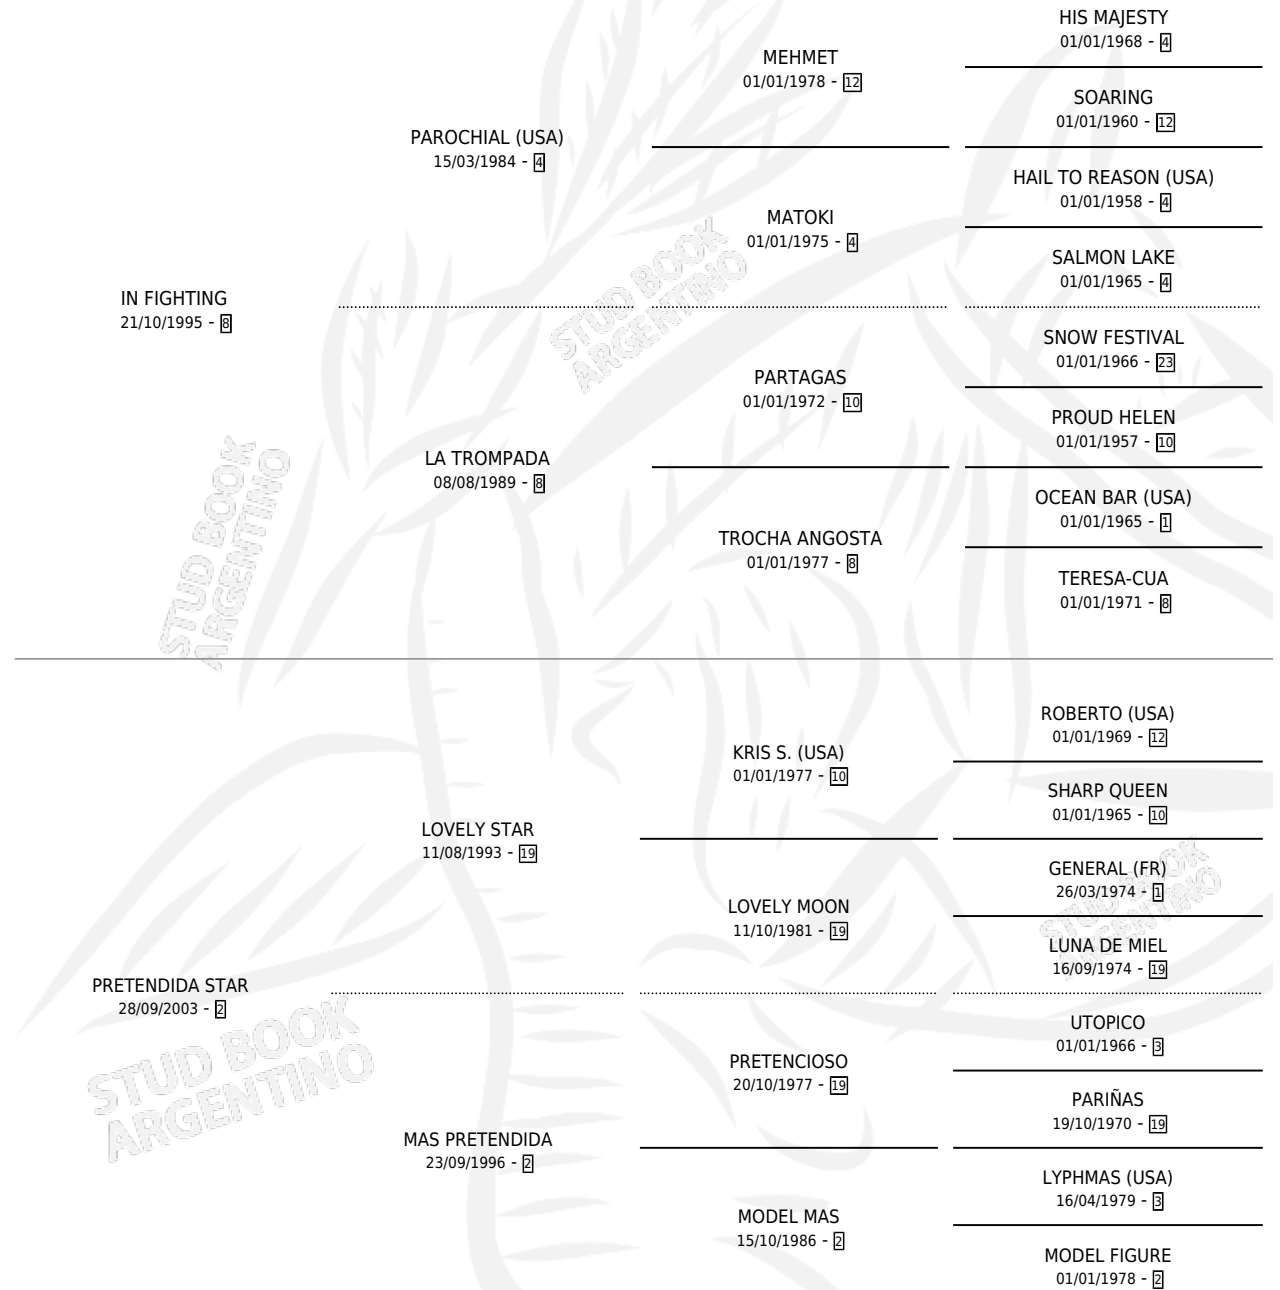 HIS MAJESTY
01/01/1968 - 4
MEHMET
01/01/1978 - 12
SOARING
01/01/1960 - 12
PAROCHIAL (USA)
15/03/1984 - 4
HAIL TO REASON (USA)
01/01/1958 - 4
MATOKI
01/01/1975 - 4
SALMON LAKE
01/01/1965 - 4
IN FIGHTING
21/10/1995 - 8
SNOW FESTIVAL
01/01/1966 - 23
PARTAGAS
01/01/1972 - 10
PROUD HELEN
01/01/1957 - 10
LA TROMPADA
08/08/1989 - 8
OCEAN BAR (USA)
01/01/1965 - 1
TROCHA ANGOSTA
01/01/1977 - 8
TERESA-CUA
01/01/1971 - 8
ROBERTO (USA)
01/01/1969 - 12
KRIS S. (USA)
01/01/1977 - 10
SHARP QUEEN
01/01/1965 - 10
LOVELY STAR
11/08/1993 - 19
GENERAL (FR)
26/03/1974 - 1
LOVELY MOON
11/10/1981 - 19
LUNA DE MIEL
16/09/1974 - 19
PRETENDIDA STAR
28/09/2003 - 2
UTOPICO
01/01/1966 - 3
PRETENCIOSO
20/10/1977 - 19
PARIÑAS
19/10/1970 - 19
MAS PRETENDIDA
23/09/1996 - 2
LYPHMAS (USA)
16/04/1979 - 3
MODEL MAS
15/10/1986 - 2
MODEL FIGURE
01/01/1978 - 2
STUD BOOK
ARGENTINO
STUD BOOK
ARGENTINO
STUD BOOK
ARGENTINO
STUD BOOK
ARGENTINO